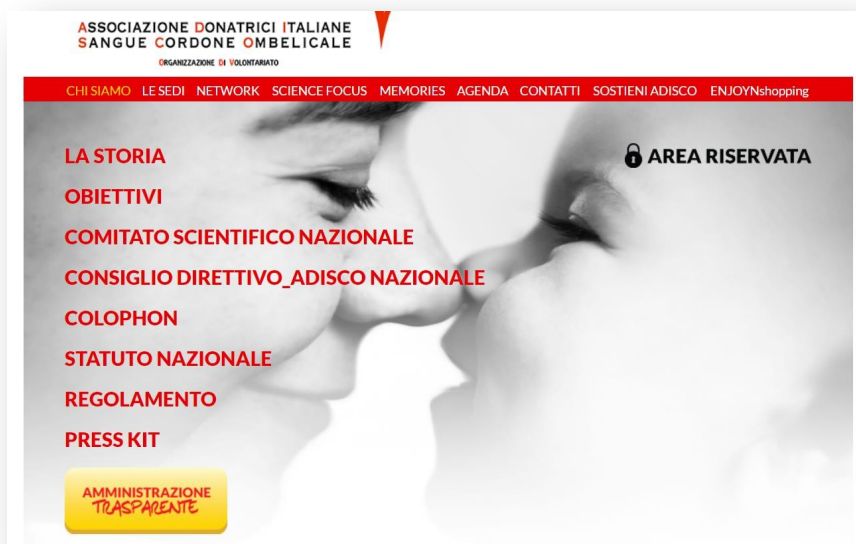 ASSOCIAZIONE DONATRICI ITALIANE
SANGUE CORDONE OMBELICALE
ORGANIZZAZIONE DI VOLONTARIATO
CHI SIAMO LE SEDI NETWORK SCIENCE FOCUS MEMORIES AGENDA CONTATTI SOSTIENI ADISCO ENJOYNshopping
LA STORIA
AREA RISERVATA
OBIETTIVI
COMITATO SCIENTIFICO NAZIONALE
CONSIGLIO DIRETTIVO_ADISCO NAZIONALE
COLOPHON
STATUTO NAZIONALE
REGOLAMENTO
PRESS KIT
AMMINISTRAZIONE
TRASPARENTE